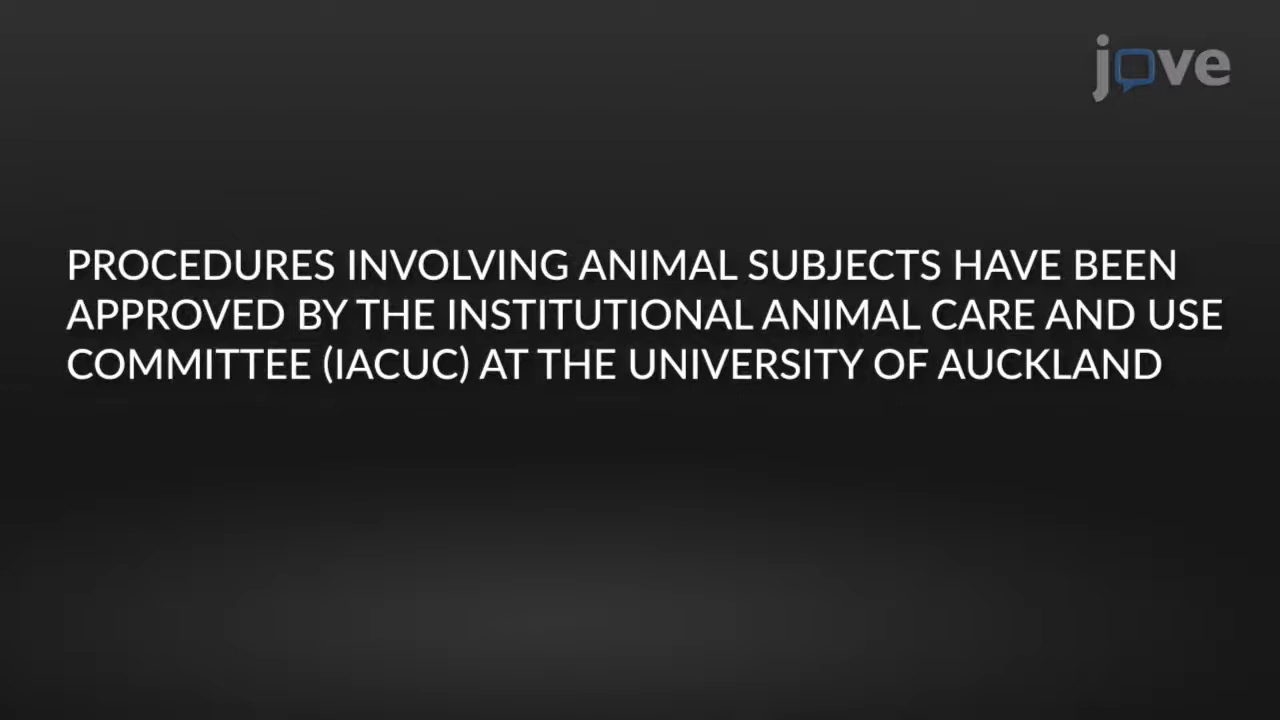 jove
PROCEDURES INVOLVING ANIMAL SUBJECTS HAVE BEEN
APPROVED BY THE INSTITUTIONAL ANIMAL CARE AND USE
COMMITTEE (IACUC) AT THE UNIVERSITY OF AUCKLAND